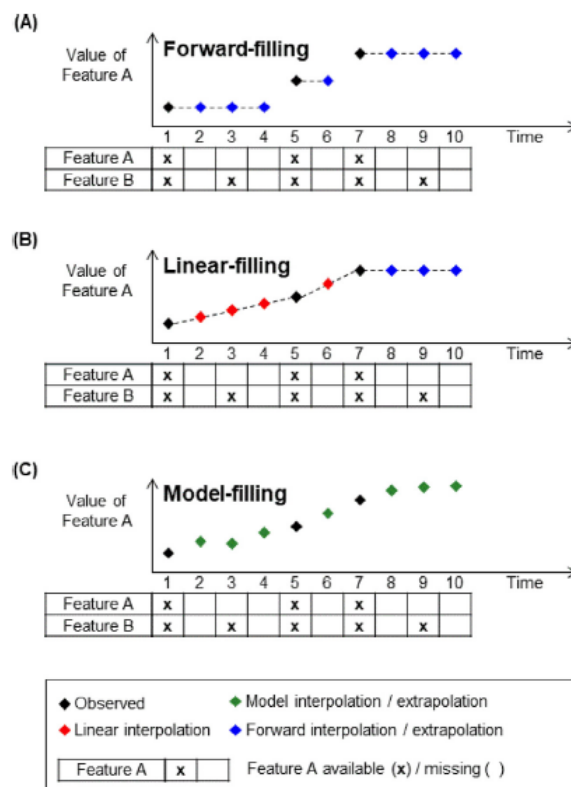 (A)
Forward-filling
Value of
Feature A
1 2 3 4 5 6 7 8 9 10 Time
Feature A x x x
Feature B x x x x x
(B)
Linear-filling
Value of
Feature A
1 2 3 4 5 6 7 8 9 10 Time
Feature A x x x
Feature B x x x x x
(C)
Model-filling
Value of
Feature A
1 2 3 4 5 6 7 8 9 10 Time
Feature A x x x
Feature B x x x x x
Observed Model interpolation / extrapolation
Linear interpolation Forward interpolation / extrapolation
Feature A x Feature A available (x) / missing ( )